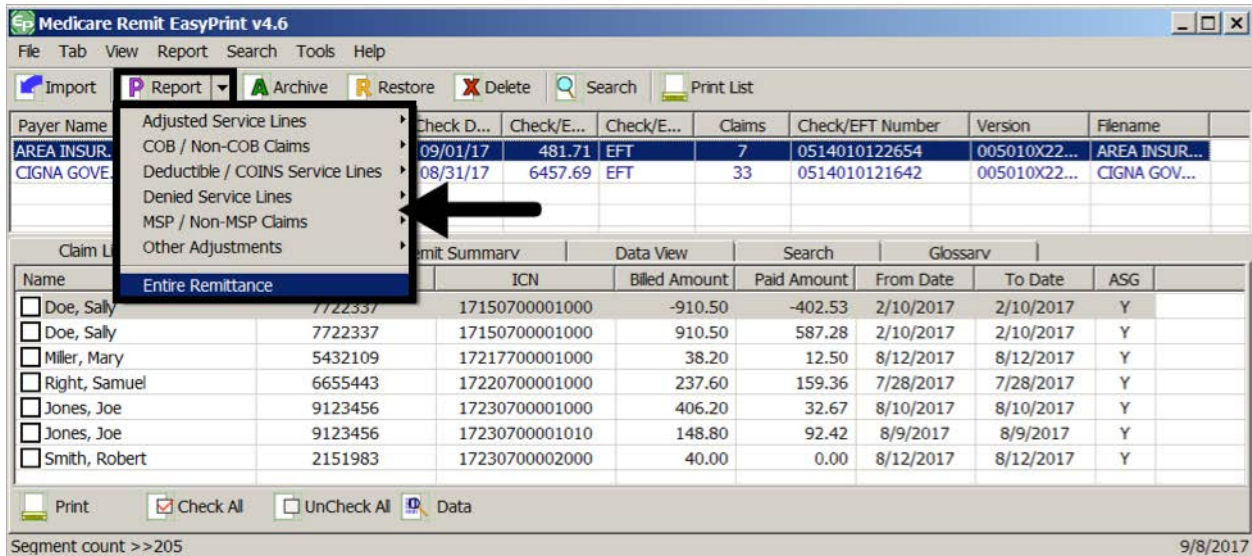 Medicare Remit EasyPrint v4.6
File Tab View Report Search Tools Help
Import Report Archive Restore Delete Search Print List
Payer Name Check D... Check/E... Check/E... Claims Check/EFT Number Version Filename
AREA INSUR. 09/01/17 481.71 EFT 7 0514010122654 005010X22... AREA INSUR...
CIGNA GOVE. 08/31/17 6457.69 EFT 33 0514010121642 005010X22... CIGNA GOV...
Adjusted Service Lines
COB / Non-COB Claims
Deductible / COINS Service Lines
Denied Service Lines
MSP / Non-MSP Claims
Other Adjustments
Entire Remittance
Claim Li emit Summary Data View Search Glossary
Name ICN Billed Amount Paid Amount From Date To Date ASG
Doe, Sally 7722337 17150700001000 -910.50 -402.53 2/10/2017 2/10/2017 Y
Doe, Sally 7722337 17150700001000 910.50 587.28 2/10/2017 2/10/2017 Y
Miller, Mary 5432109 17217700001000 38.20 12.50 8/12/2017 8/12/2017 Y
Right, Samuel 6655443 17220700001000 237.60 159.36 7/28/2017 7/28/2017 Y
Jones, Joe 9123456 17230700001000 406.20 32.67 8/10/2017 8/10/2017 Y
Jones, Joe 9123456 17230700001010 148.80 92.42 8/9/2017 8/9/2017 Y
Smith, Robert 2151983 17230700002000 40.00 0.00 8/12/2017 8/12/2017 Y
Print Check All UnCheck All Data
Segment count >>205 9/8/2017